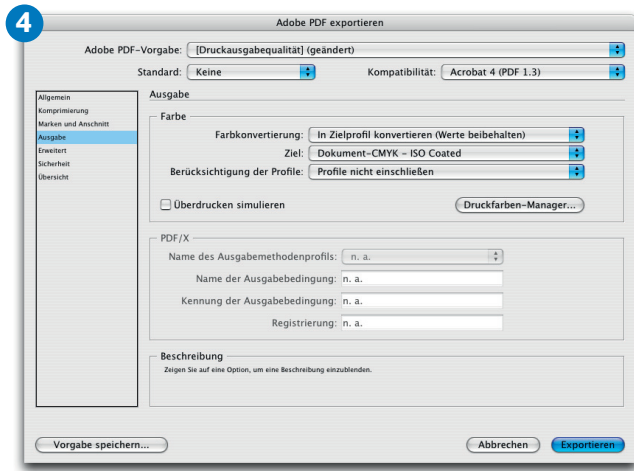 4
Adobe PDF exportieren
Adobe PDF-Vorgabe: [Druckausgabequalität] (geändert)
Standard: Keine Kompatibilität: Acrobat 4 (PDF 1.3)
Allgemein
Komprimierung
Marken und Anschnitt
Ausgabe
Erweitert
Sicherheit
Übersicht
Ausgabe
Farbe
Farbkonvertierung: In Zielprofil konvertieren (Werte beibehalten)
Ziel: Dokument-CMYK – ISO Coated
Berücksichtigung der Profile: Profile nicht einschließen
Überdrucken simulieren Druckfarben-Manager...
PDF/X
Name des Ausgabemethodenprofils: n. a.
Name der Ausgabebedingung: n. a.
Kennung der Ausgabebedingung: n. a.
Registrierung: n. a.
Beschreibung
Zeigen Sie auf eine Option, um eine Beschreibung einzublenden.
Vorgabe speichern... Abbrechen Exportieren